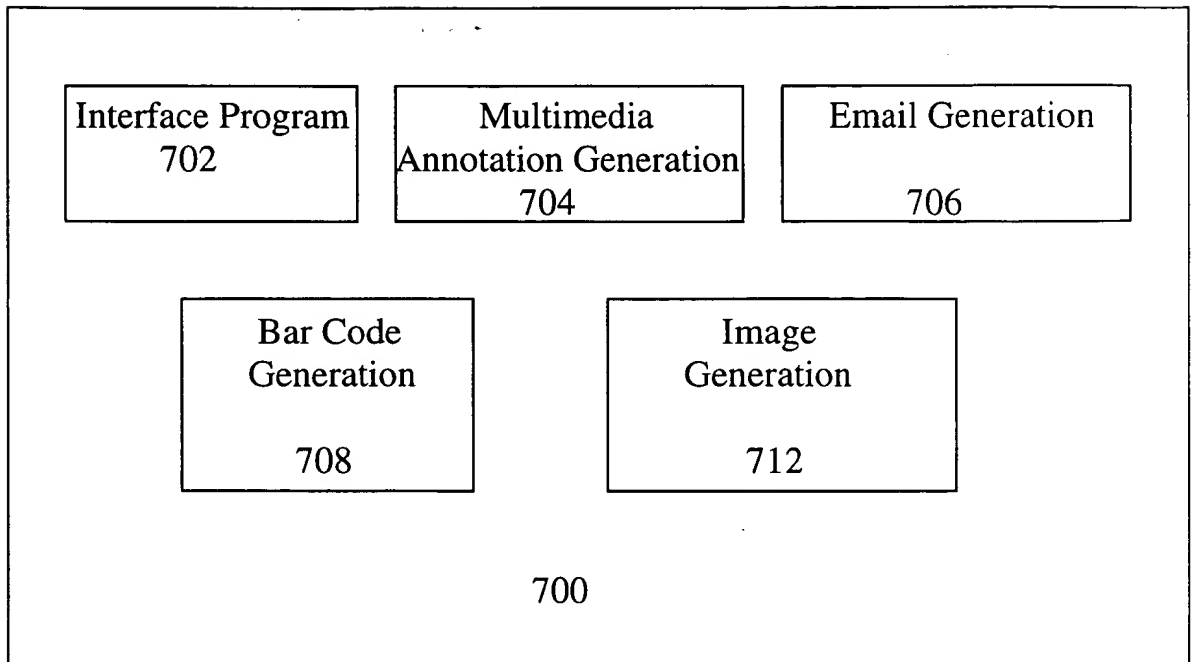 Interface Program
702
Multimedia
Annotation Generation
704
Email Generation
706
Bar Code
Generation
708
Image
Generation
712
700